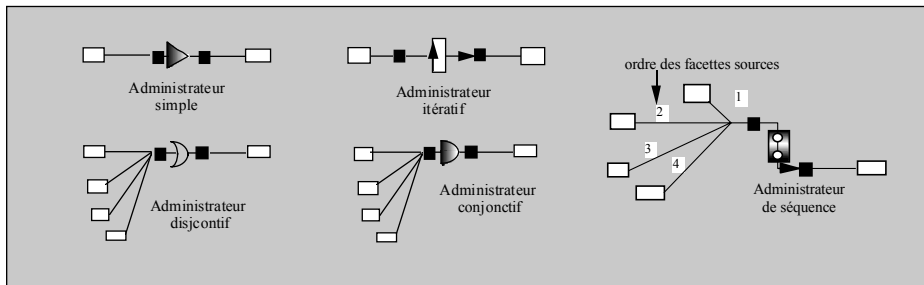 Administrateur
simple
Administrateur
itératif
ordre des facettes sources
1
2
3
4
Administrateur
disjcontif
Administrateur
conjonctif
Administrateur
de séquence